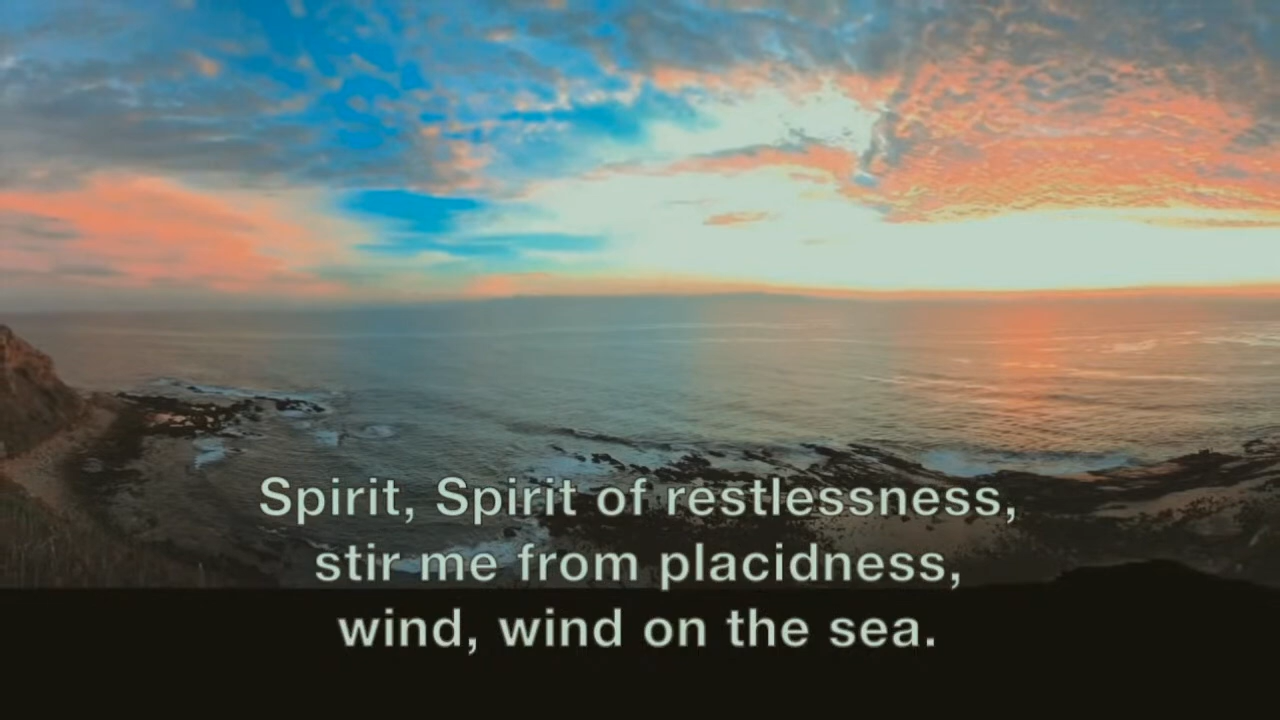 Spirit, Spirit of restlessness,
stir me from placidness,
wind, wind on the sea.